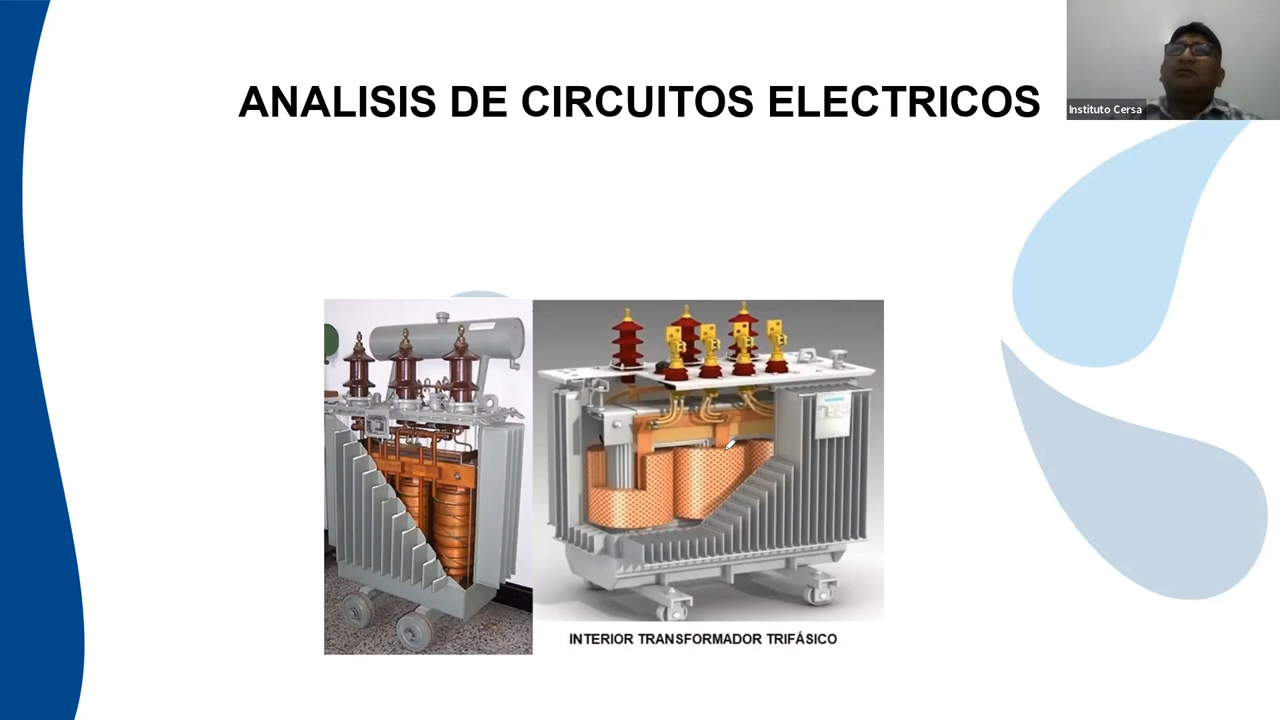 ANALISIS DE CIRCUITOS ELECTRICOS
Instituto Cersa
INTERIOR TRANSFORMADOR TRIFÁSICO